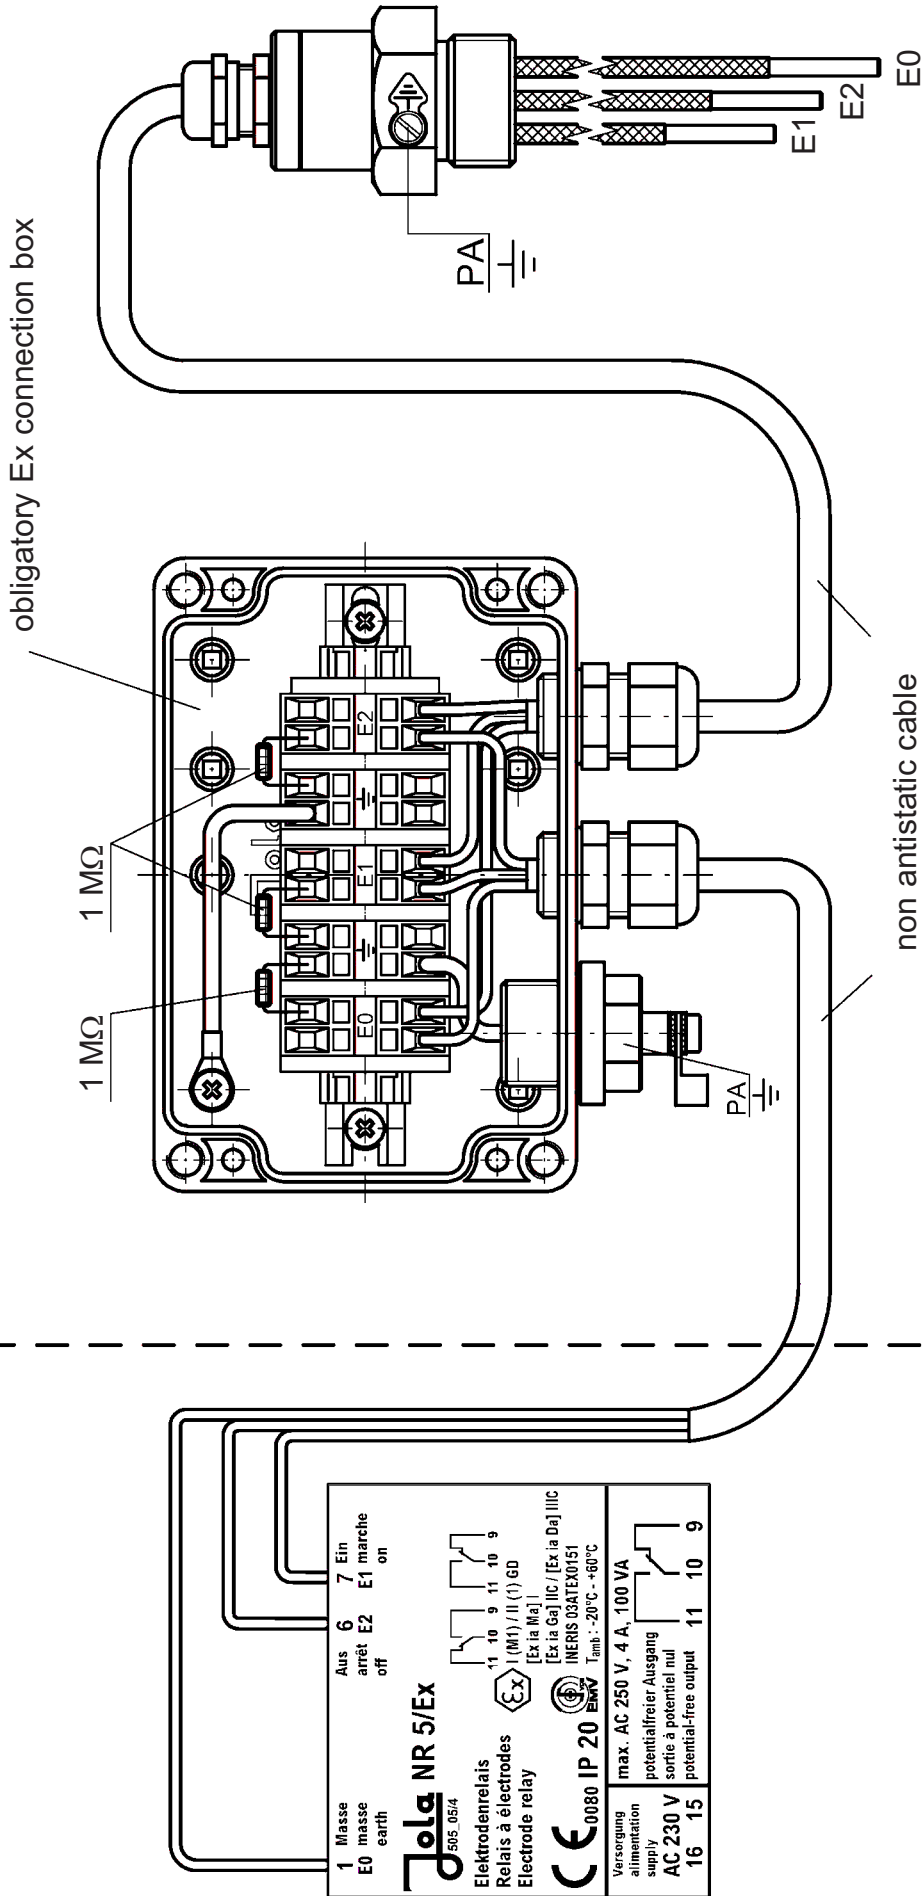 obligatory Ex connection box
1 MΩ
1 MΩ
E0
E1
E2
PA
non antistatic cable
PA
E1
E2
E0
1 Masse
E0 masse
earth
Aus 6
arrêt E2
off
7 Ein
E1 marche
on
Jola NR 5/Ex
505_05/4
Elektrodenrelais
Relais à électrodes
Electrode relay
11 10 9
11 10 9
Ex
I (M1) / II (1) GD
[Ex ia Ma] I
[Ex ia Ga] IIC / [Ex ia Da] IIIC
INERIS 03ATEX0151
Tamb : -20°C - +60°C
CE 0080 IP 20
EMV
Versorgung
alimentation
supply
AC 230 V
16 15
max. AC 250 V, 4 A, 100 VA
potentialfreier Ausgang
sortie à potentiel nul
potential-free output
11 10 9